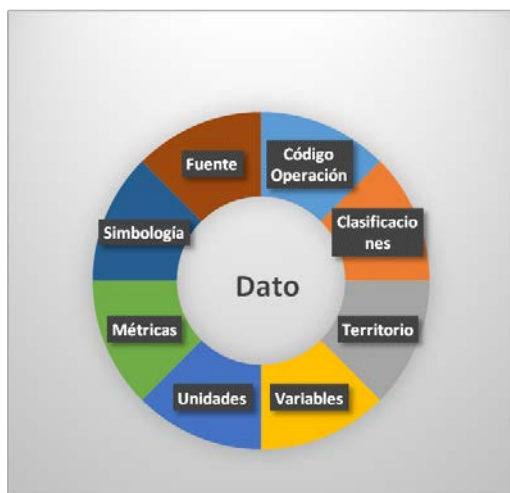 Código
Operación
Clasificacio
nes
Territorio
Variables
Unidades
Métricas
Simbología
Fuente
Dato